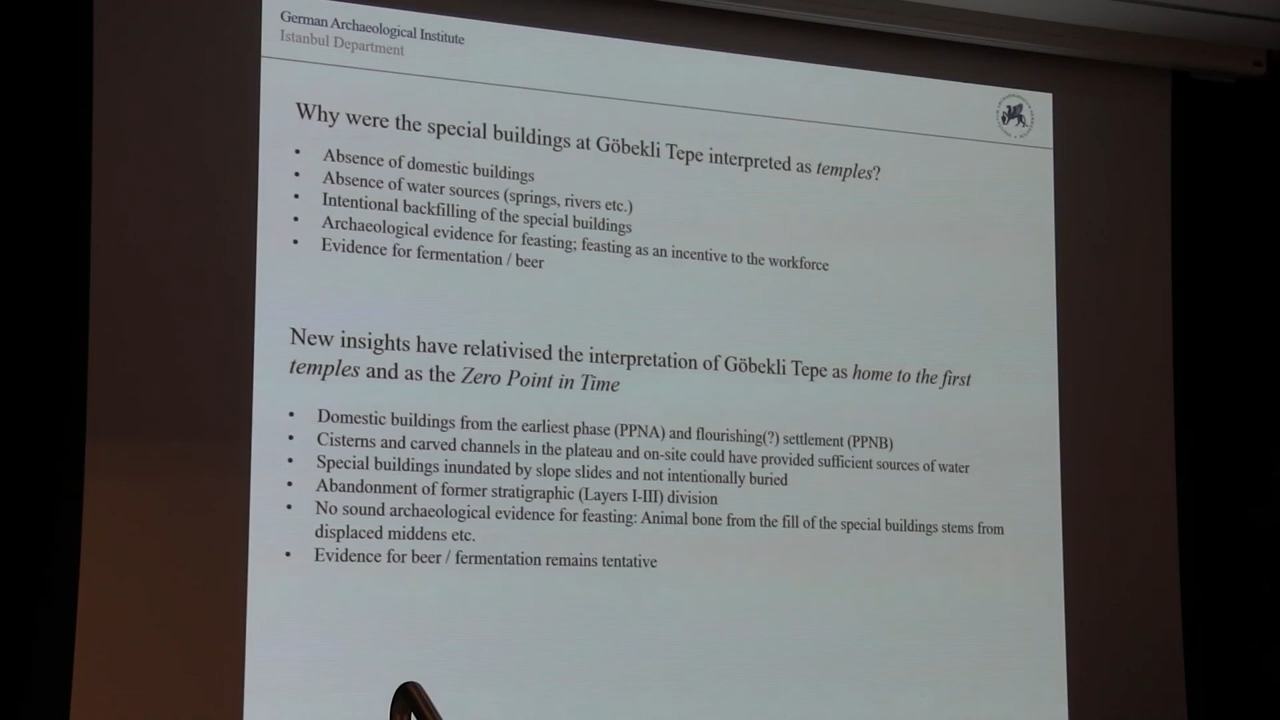 German Archaeological Institute
Istanbul Department
Why were the special buildings at Göbekli Tepe interpreted as temples?
• Absence of domestic buildings
• Absence of water sources (springs, rivers etc.)
• Intentional backfilling of the special buildings
• Archaeological evidence for feasting; feasting as an incentive to the workforce
• Evidence for fermentation / beer
New insights have relativised the interpretation of Göbekli Tepe as home to the first
temples and as the Zero Point in Time
• Domestic buildings from the earliest phase (PPNA) and flourishing(?) settlement (PPNB)
• Cisterns and carved channels in the plateau and on-site could have provided sufficient sources of water
• Special buildings inundated by slope slides and not intentionally buried
• Abandonment of former stratigraphic (Layers I-III) division
• No sound archaeological evidence for feasting: Animal bone from the fill of the special buildings stems from
displaced middens etc.
• Evidence for beer / fermentation remains tentative